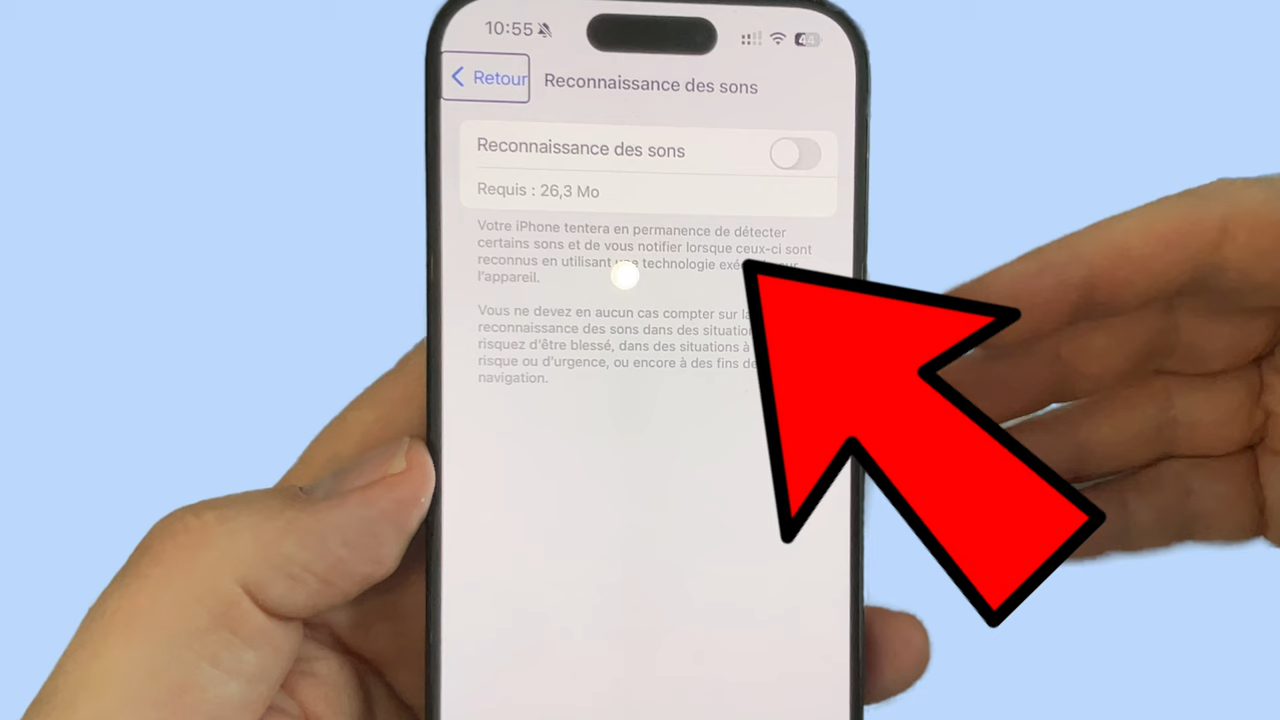 10:55
44
Retour
Reconnaissance des sons
Reconnaissance des sons
Requis : 26,3 Mo
Votre iPhone tentera en permanence de détecter
certains sons et de vous notifier lorsque ceux-ci sont
reconnus en utilisant technologie
l'appareil.
Vous ne devez en aucun cas compter sur la
reconnaissance des sons dans des
risquez d'être blessé, dans des situations à
risque ou d'urgence, ou encore à des fins de
navigation.